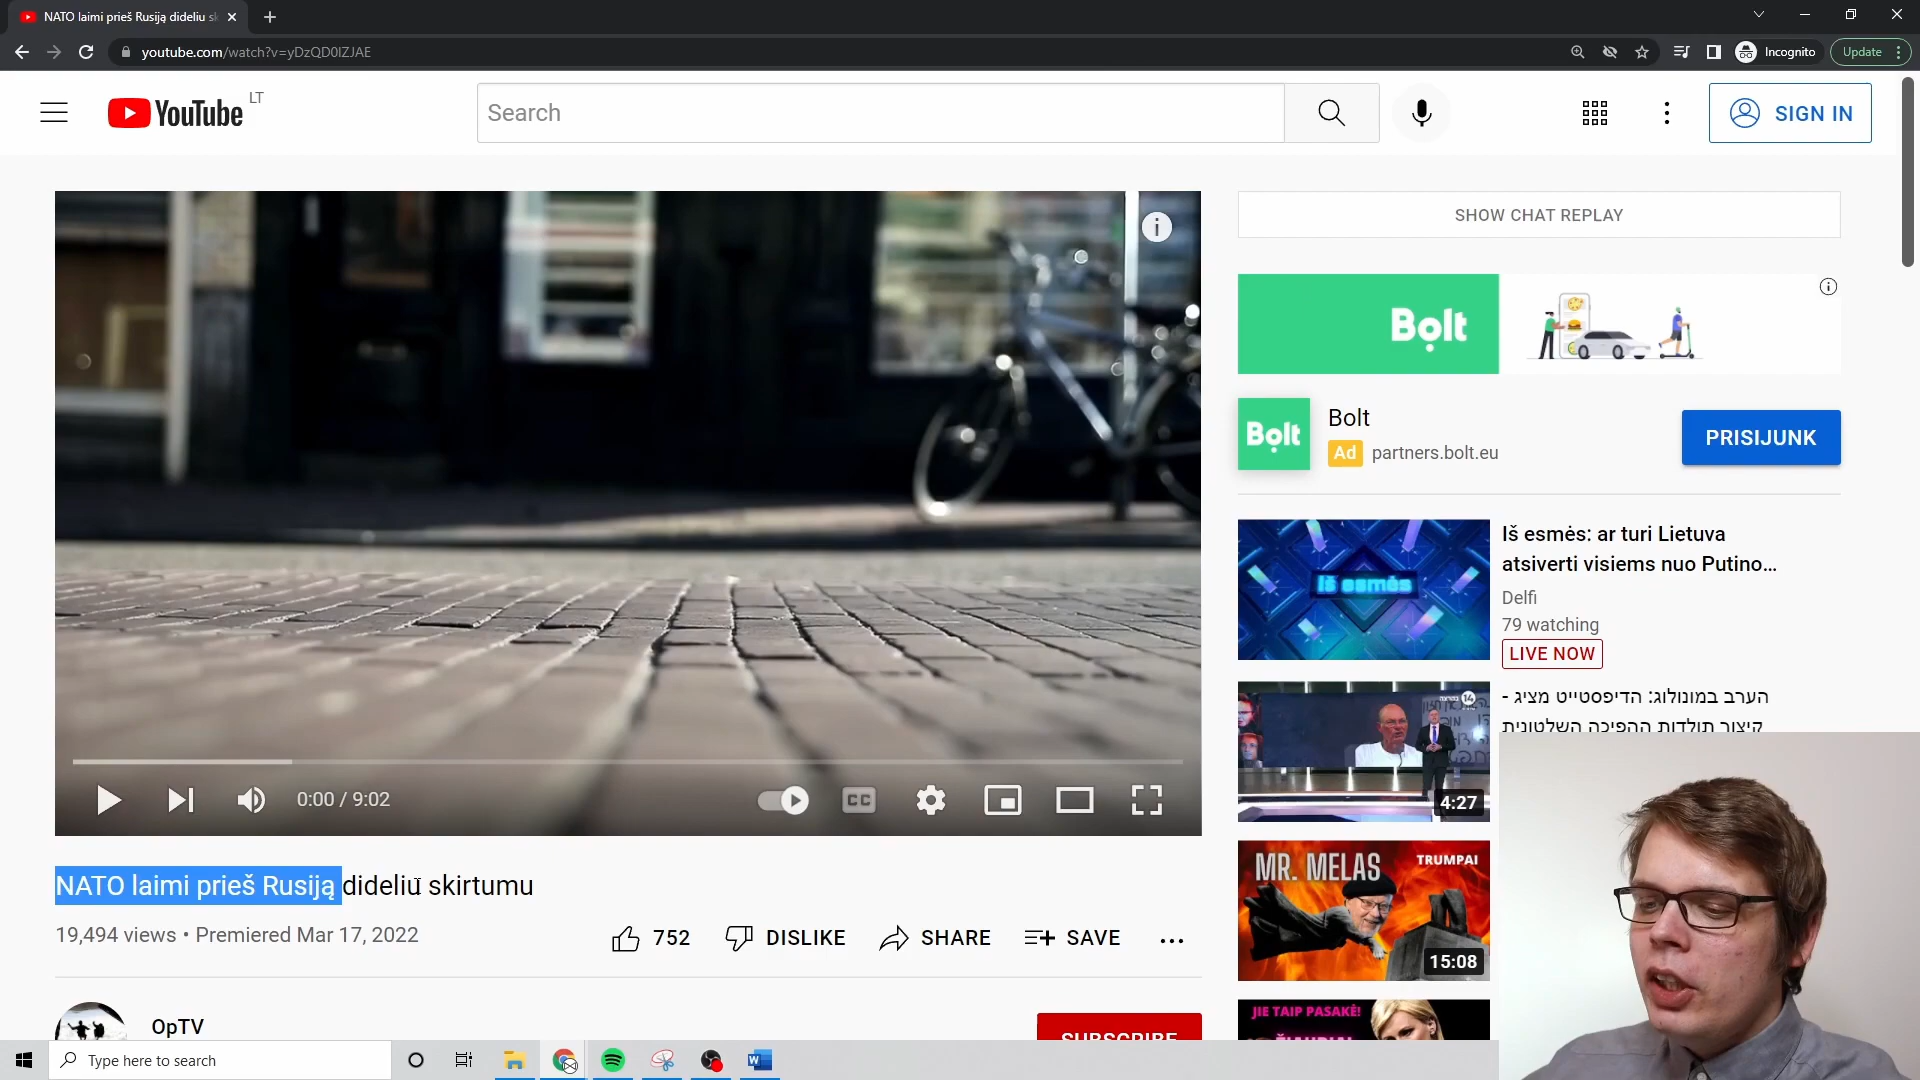 NATO laimi prieš Rusiją dideliu sk
youtube.com/watch?v=yDzQD0IZJAE
Incognito
Update
YouTube
LT
Search
SIGN IN
SHOW CHAT REPLAY
Bolt
Bolt
Bolt
Ad
partners.bolt.eu
PRISIJUNK
Iš esmės
Iš esmės: ar turi Lietuva
atsiverti visiems nuo Putino...
Delfi
79 watching
LIVE NOW
14
4:27
הערב במונולוג: הדיפסטייט מציג -
קיצור תולדות ההפיכה השלטונית
MR. MELAS
TRUMPAI
15:08
JIE TAIP PASAKĖ!
0:00 / 9:02
CC
NATO laimi prieš Rusiją dideliu skirtumu
19,494 views • Premiered Mar 17, 2022
752
DISLIKE
SHARE
SAVE
OpTV
SUBSCRIBE
Type here to search